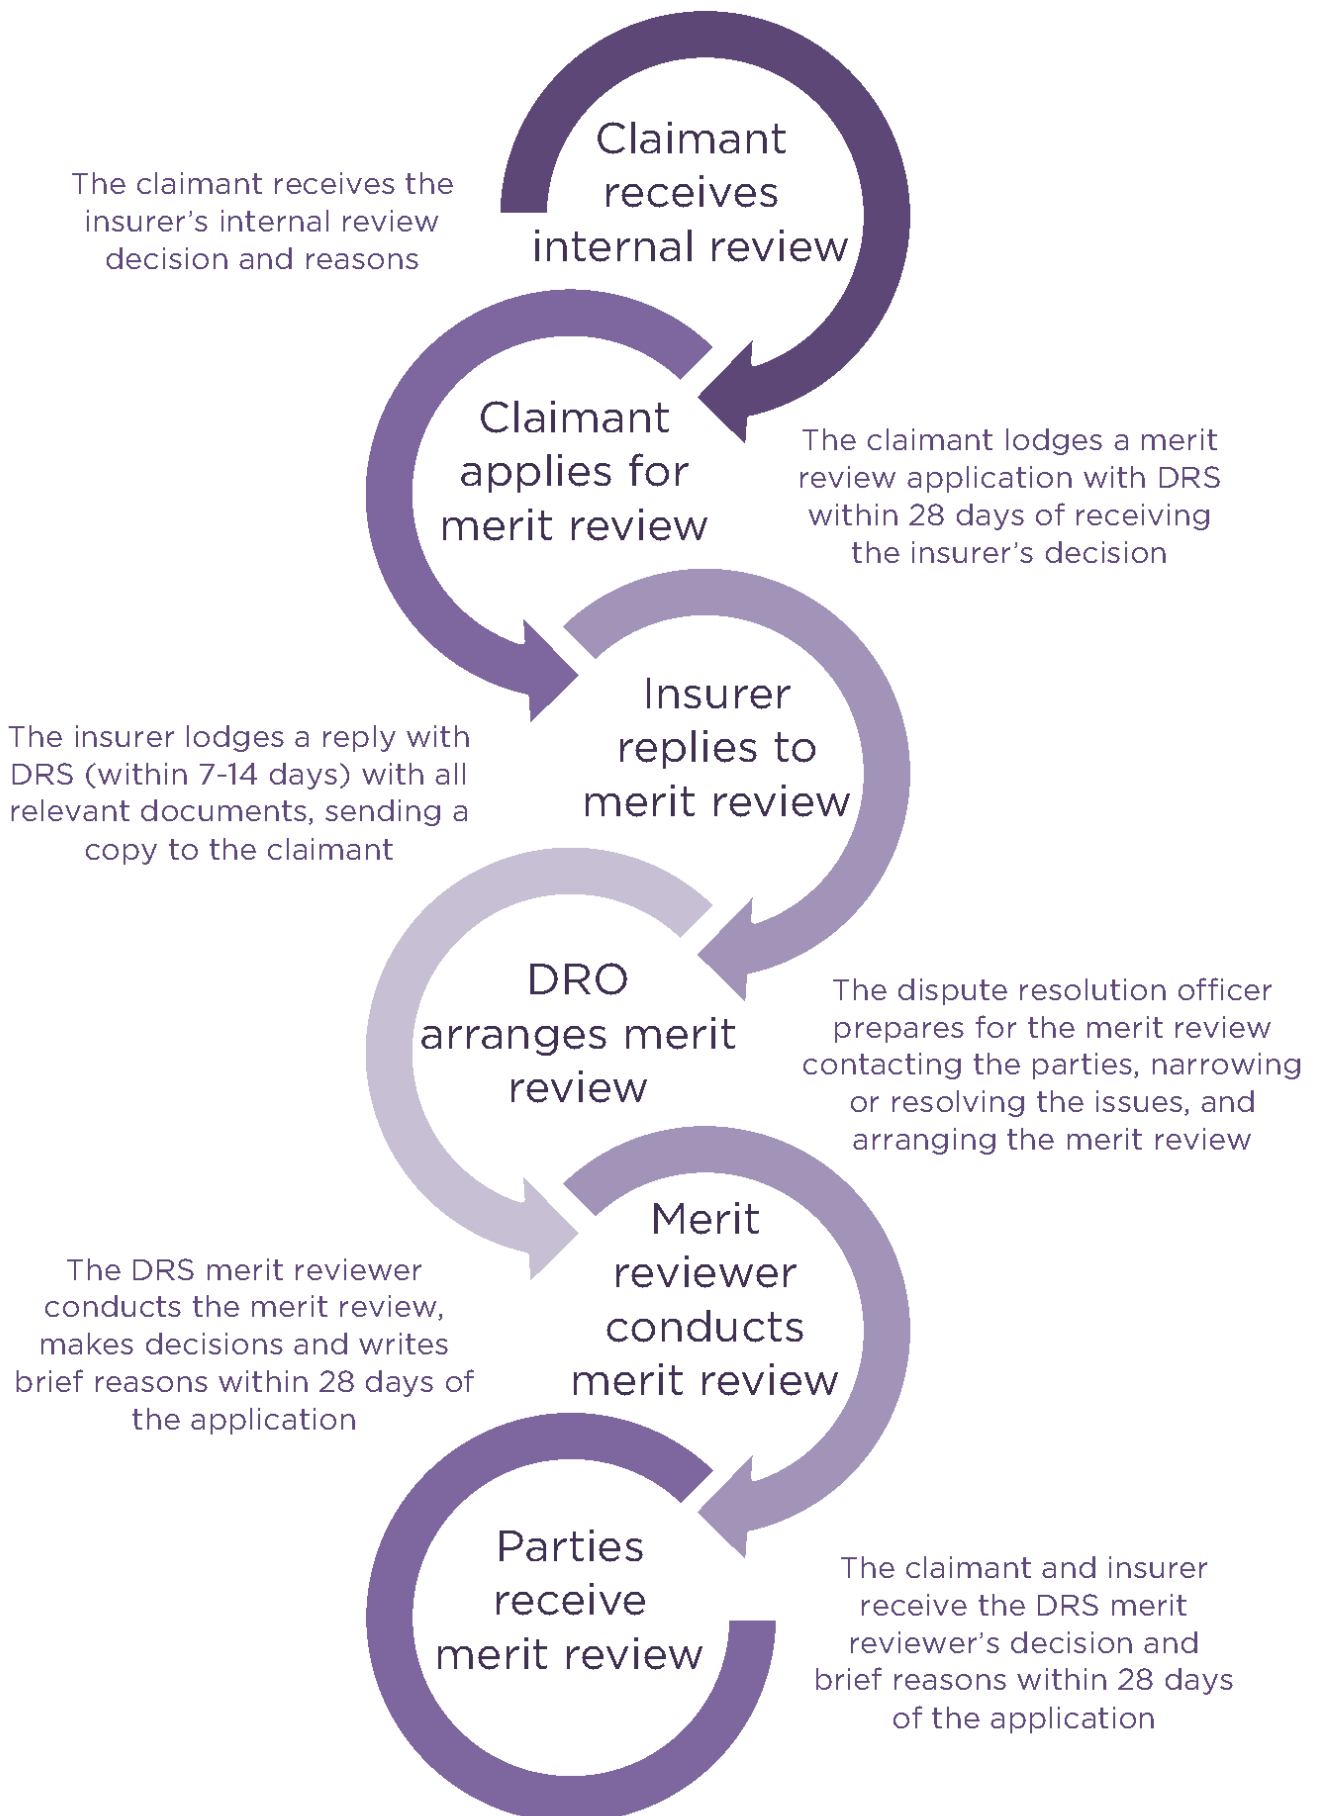 Claimant
receives
internal review
The claimant receives the
insurer’s internal review
decision and reasons
Claimant
applies for
merit review
The claimant lodges a merit
review application with DRS
within 28 days of receiving
the insurer’s decision
Insurer
replies to
merit review
The insurer lodges a reply with
DRS (within 7-14 days) with all
relevant documents, sending a
copy to the claimant
DRO
arranges merit
review
The dispute resolution officer
prepares for the merit review
contacting the parties, narrowing
or resolving the issues, and
arranging the merit review
Merit
reviewer
conducts
merit review
The DRS merit reviewer
conducts the merit review,
makes decisions and writes
brief reasons within 28 days of
the application
Parties
receive
merit review
The claimant and insurer
receive the DRS merit
reviewer’s decision and
brief reasons within 28 days
of the application